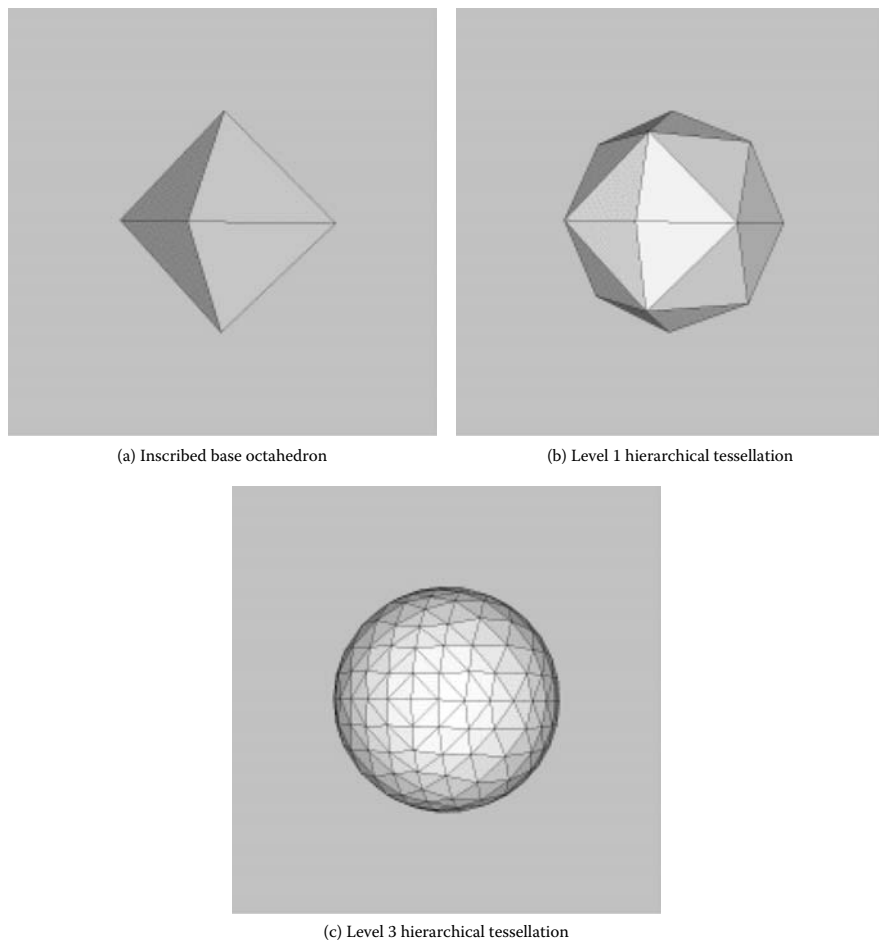 (a) Inscribed base octahedron
(b) Level 1 hierarchical tessellation
(c) Level 3 hierarchical tessellation